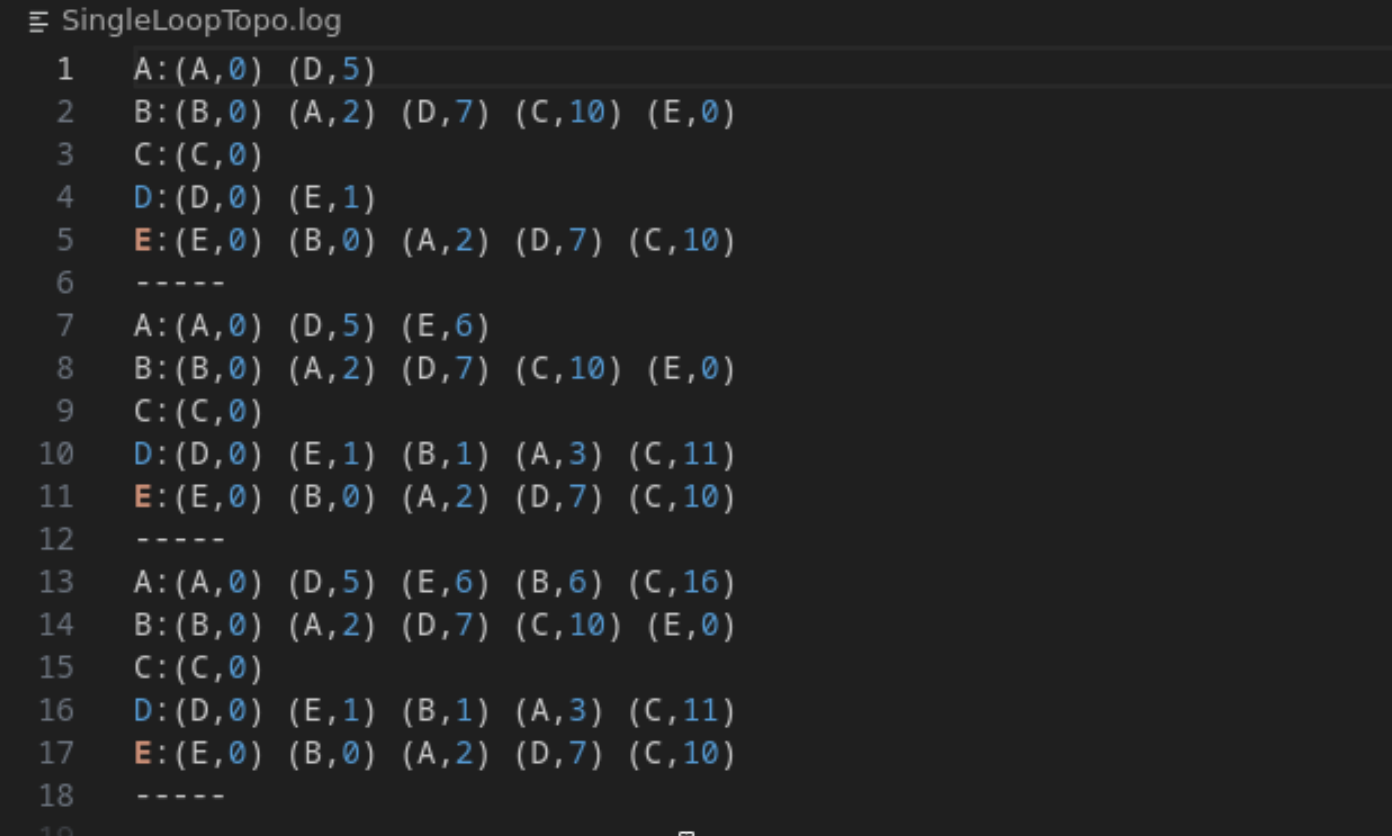 SingleLoopTopo.log
1 A:(A,0) (D,5)
2 B:(B,0) (A,2) (D,7) (C,10) (E,0)
3 C:(C,0)
4 D:(D,0) (E,1)
5 E:(E,0) (B,0) (A,2) (D,7) (C,10)
6 -----
7 A:(A,0) (D,5) (E,6)
8 B:(B,0) (A,2) (D,7) (C,10) (E,0)
9 C:(C,0)
10 D:(D,0) (E,1) (B,1) (A,3) (C,11)
11 E:(E,0) (B,0) (A,2) (D,7) (C,10)
12 -----
13 A:(A,0) (D,5) (E,6) (B,6) (C,16)
14 B:(B,0) (A,2) (D,7) (C,10) (E,0)
15 C:(C,0)
16 D:(D,0) (E,1) (B,1) (A,3) (C,11)
17 E:(E,0) (B,0) (A,2) (D,7) (C,10)
18 -----
19